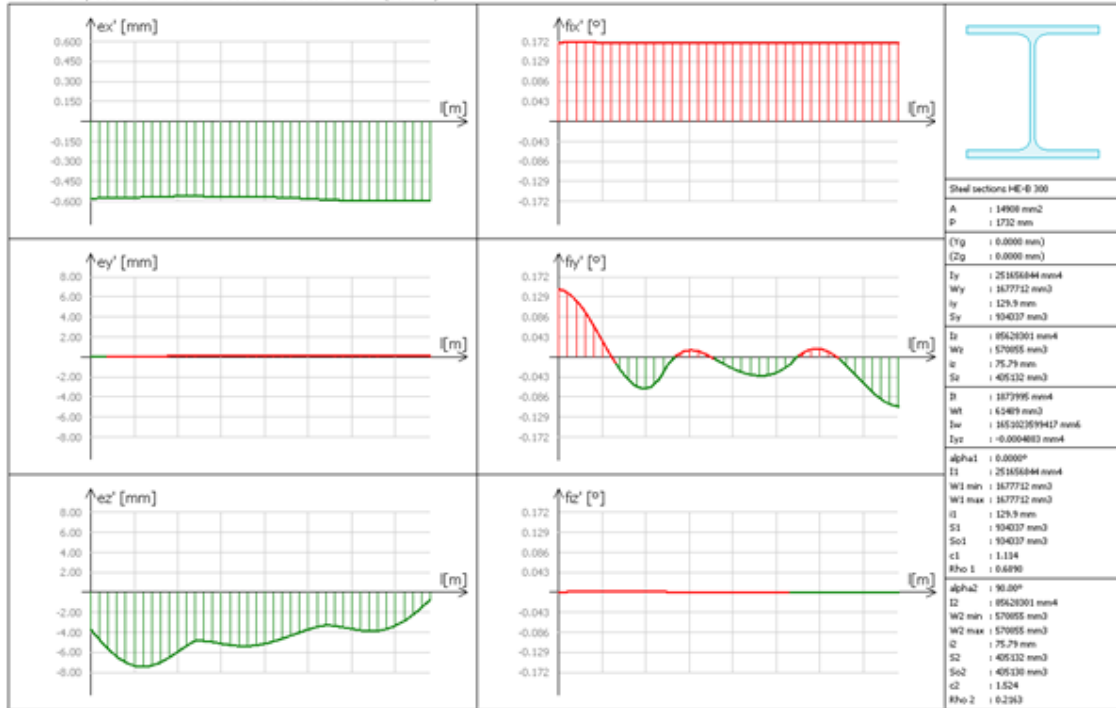 ex' [mm]
0.600
0.450
0.300
0.150
l[m]
-0.150
-0.300
-0.450
-0.600
fix' [º]
0.172
0.129
0.086
0.043
l[m]
-0.043
-0.086
-0.129
-0.172
ey' [mm]
8.00
6.00
4.00
2.00
l[m]
-2.00
-4.00
-6.00
-8.00
fiy' [º]
0.172
0.129
0.086
0.043
l[m]
-0.043
-0.086
-0.129
-0.172
ez' [mm]
8.00
6.00
4.00
2.00
l[m]
-2.00
-4.00
-6.00
-8.00
fiz' [º]
0.172
0.129
0.086
0.043
l[m]
-0.043
-0.086
-0.129
-0.172
Steel sections HE-B 300
A : 14908 mm2
P : 1732 mm
(Yg : 0.0000 mm)
(Zg : 0.0000 mm)
Iy : 251656844 mm4
Wy : 1677712 mm3
iy : 129.9 mm
Sy : 934037 mm3
Iz : 85628301 mm4
Wz : 570855 mm3
iz : 75.79 mm
Sz : 435132 mm3
It : 1873995 mm4
Wt : 61489 mm3
Iw : 1651023599417 mm6
Iyz : -0.0004883 mm4
alpha1 : 0.0000º
I1 : 251656844 mm4
W1 min : 1677712 mm3
W1 max : 1677712 mm3
i1 : 129.9 mm
S1 : 934037 mm3
So1 : 934037 mm3
c1 : 1.114
Rho 1 : 0.6890
alpha2 : 90.00º
I2 : 85628301 mm4
W2 min : 570855 mm3
W2 max : 570855 mm3
i2 : 75.79 mm
S2 : 435132 mm3
So2 : 435130 mm3
c2 : 1.524
Rho 2 : 0.2163